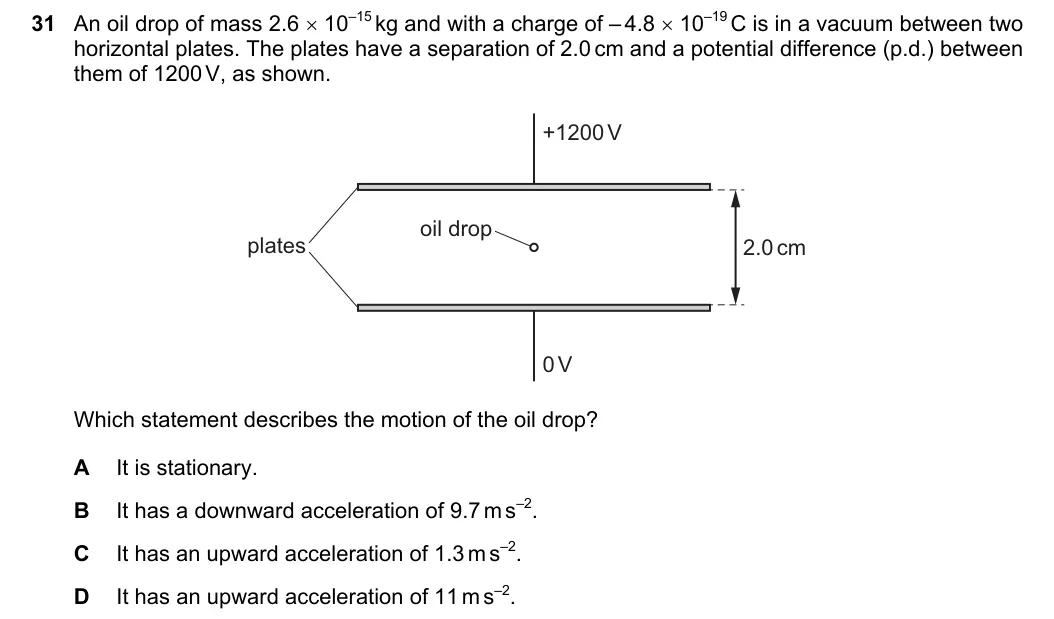 31 An oil drop of mass 2.6 × 10⁻¹⁵ kg and with a charge of −4.8 × 10⁻¹⁹ C is in a vacuum between two
horizontal plates. The plates have a separation of 2.0 cm and a potential difference (p.d.) between
them of 1200 V, as shown.
+1200 V
oil drop
plates
2.0 cm
0 V
Which statement describes the motion of the oil drop?
A It is stationary.
B It has a downward acceleration of 9.7 m s⁻².
C It has an upward acceleration of 1.3 m s⁻².
D It has an upward acceleration of 11 m s⁻².